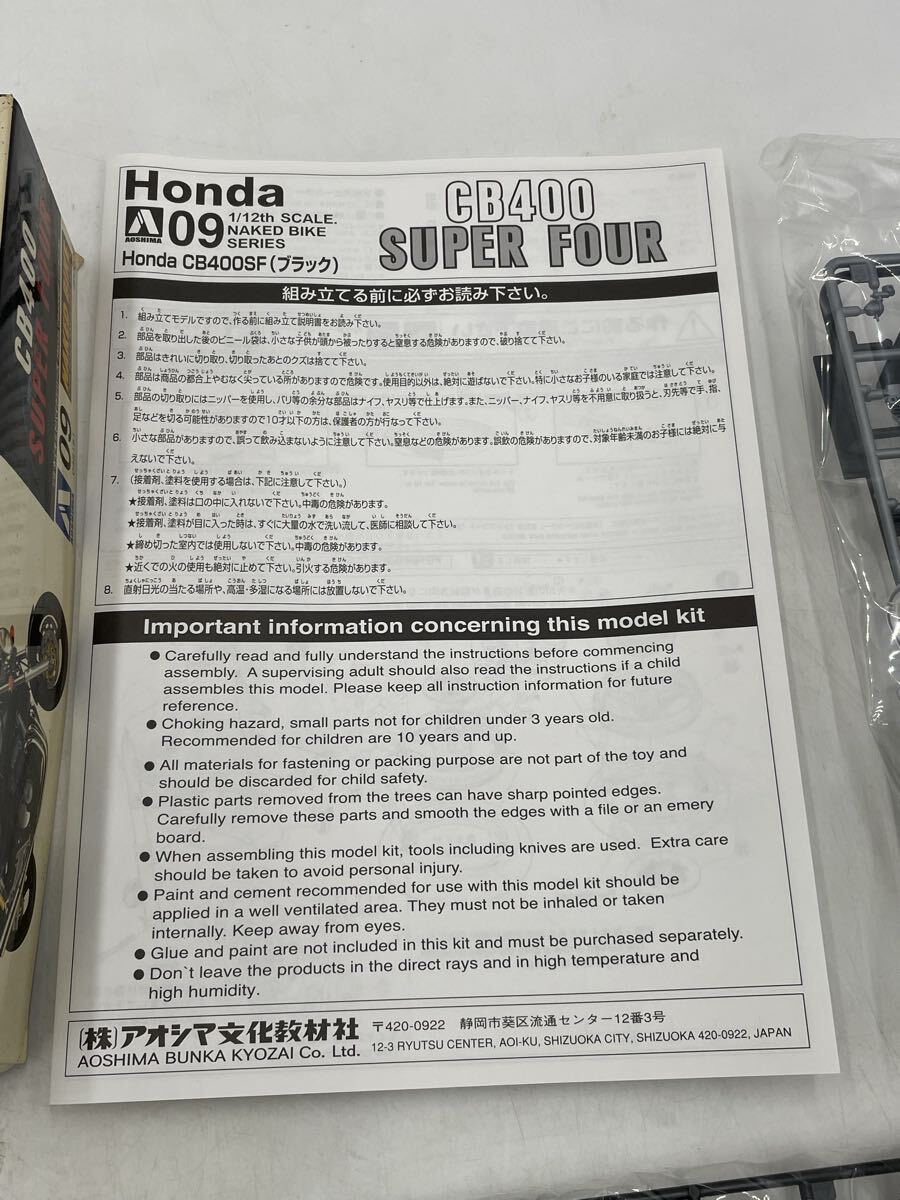 Honda
AOSHIMA
09
1/12th SCALE.
NAKED BIKE
SERIES
Honda CB400SF(ブラック)
CB400
SUPER FOUR
組み立てる前に必ずお読み下さい。
1. 組み立てモデルですので、作る前に組み立て説明書をお読み下さい。
2. 部品を取り出した後のビニール袋は、小さな子供が頭から被ったりすると窒息する危険がありますので、破り捨てて下さい。
3. 部品はきれいに切り取り、切り取ったあとのクズは捨てて下さい。
4. 部品は商品の都合上やむなく尖っている所がありますので危険です。使用目的以外は、絶対に遊ばないで下さい。特に小さなお子様のいる家庭では注意して下さい。
5. 部品の切り取りにはニッパーを使用し、バリ等の余分な部品はナイフ、ヤスリ等で仕上げます。また、ニッパー、ナイフ、ヤスリ等を不用意に取り扱うと、刃先等で手、指、
足などを切る可能性がありますので10才以下の方は、保護者の方が行なって下さい。
6. 小さな部品がありますので、誤って飲み込まないように注意して下さい。窒息などの危険があります。誤飲の危険がありますので、対象年齢未満のお子様には絶対に与
えないで下さい。
7. (接着剤、塗料を使用する場合は、下記に注意して下さい。)
★接着剤、塗料は口の中に入れないで下さい。中毒の危険があります。
★接着剤、塗料が目に入った時は、すぐに大量の水で洗い流して、医師に相談して下さい。
★締め切った室内では使用しないで下さい。中毒の危険があります。
★近くでの火の使用も絶対に止めて下さい。引火する危険があります。
8. 直射日光の当たる場所や、高温・多湿になる場所には放置しないで下さい。
Important information concerning this model kit
● Carefully read and fully understand the instructions before commencing
assembly. A supervising adult should also read the instructions if a child
assembles this model. Please keep all instruction information for future
reference.
● Choking hazard, small parts not for children under 3 years old.
Recommended for children are 10 years and up.
● All materials for fastening or packing purpose are not part of the toy and
should be discarded for child safety.
● Plastic parts removed from the trees can have sharp pointed edges.
Carefully remove these parts and smooth the edges with a file or an emery
board.
● When assembling this model kit, tools including knives are used. Extra care
should be taken to avoid personal injury.
● Paint and cement recommended for use with this model kit should be
applied in a well ventilated area. They must not be inhaled or taken
internally. Keep away from eyes.
● Glue and paint are not included in this kit and must be purchased separately.
● Don`t leave the products in the direct rays and in high temperature and
high humidity.
(株)アオシマ文化教材社
AOSHIMA BUNKA KYOZAI Co. Ltd.
〒420-0922 静岡市葵区流通センター12番3号
12-3 RYUTSU CENTER, AOI-KU, SHIZUOKA CITY, SHIZUOKA 420-0922, JAPAN
CB400
SUPER FOUR
09